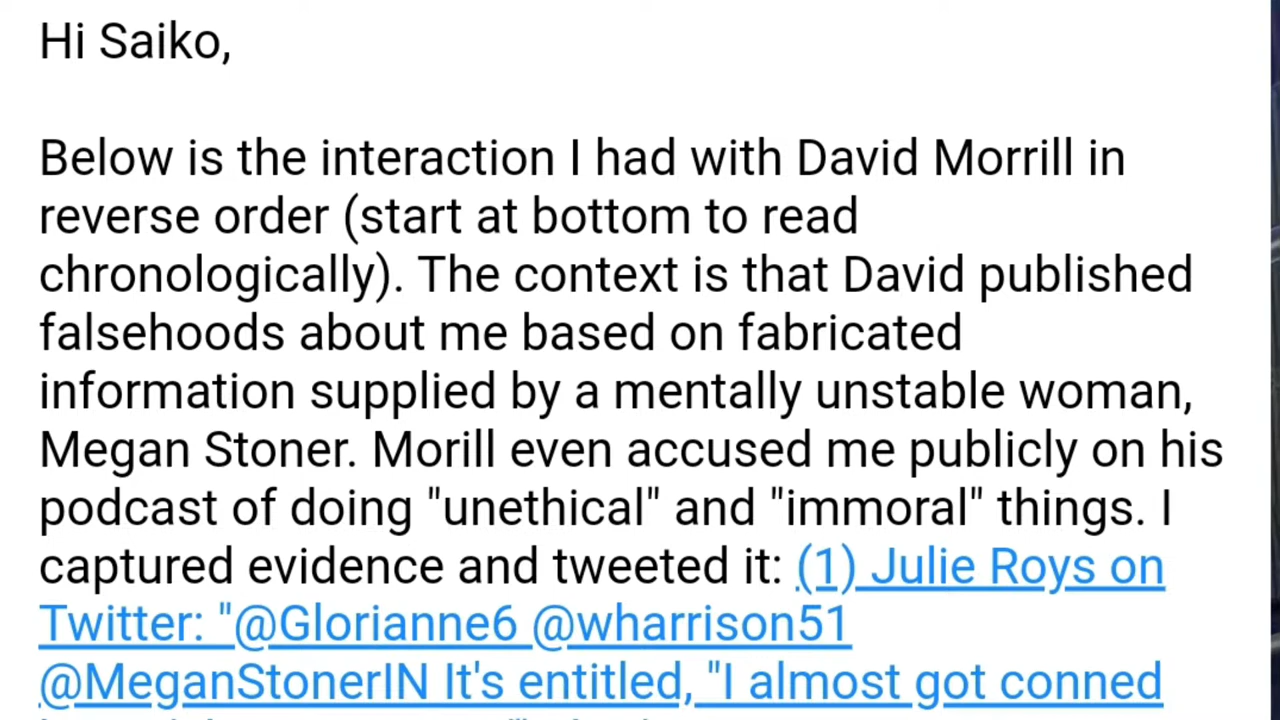 Hi Saiko,
Below is the interaction I had with David Morrill in
reverse order (start at bottom to read
chronologically). The context is that David published
falsehoods about me based on fabricated
information supplied by a mentally unstable woman,
Megan Stoner. Morill even accused me publicly on his
podcast of doing "unethical" and "immoral" things. I
captured evidence and tweeted it: (1) Julie Roys on
Twitter: "@Glorianne6 @wharrison51
@MeganStonerIN It's entitled, "I almost got conned